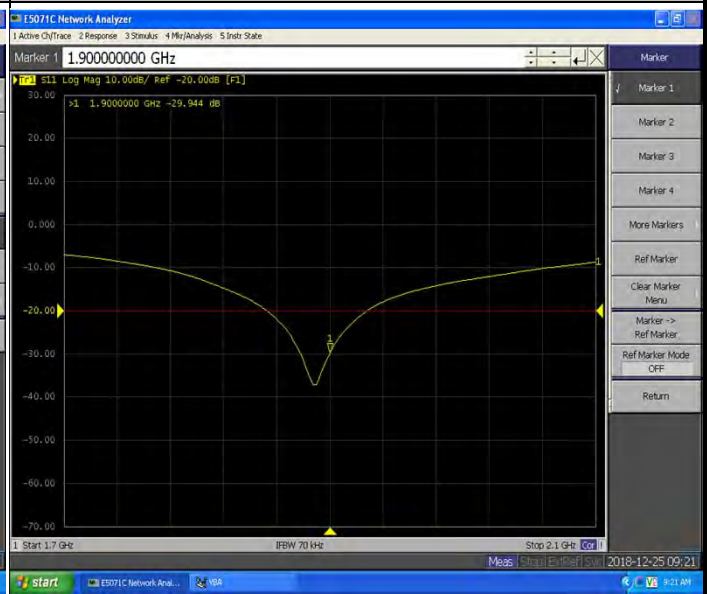 E5071C Network Analyzer
1 Active Ch/Trace 2 Response 3 Stimulus 4 Mkr/Analysis 5 Instr State
Marker 1 1.900000000 GHz
Marker
Tr1 S11 Log Mag 10.00dB/ Ref -20.00dB [F1]
>1 1.9000000 GHz -29.944 dB
30.00
20.00
10.00
0.000
-10.00
-20.00
-30.00
-40.00
-50.00
-60.00
-70.00
1
1
√ Marker 1
Marker 2
Marker 3
Marker 4
More Markers
Ref Marker
Clear Marker
Menu
Marker ->
Ref Marker
Ref Marker Mode
OFF
Return
1 Start 1.7 GHz IFBW 70 kHz Stop 2.1 GHz Cor !
Meas Stop ExtRef Svc 2018-12-25 09:21
start E5071C Network Anal... VBA 9:21 AM